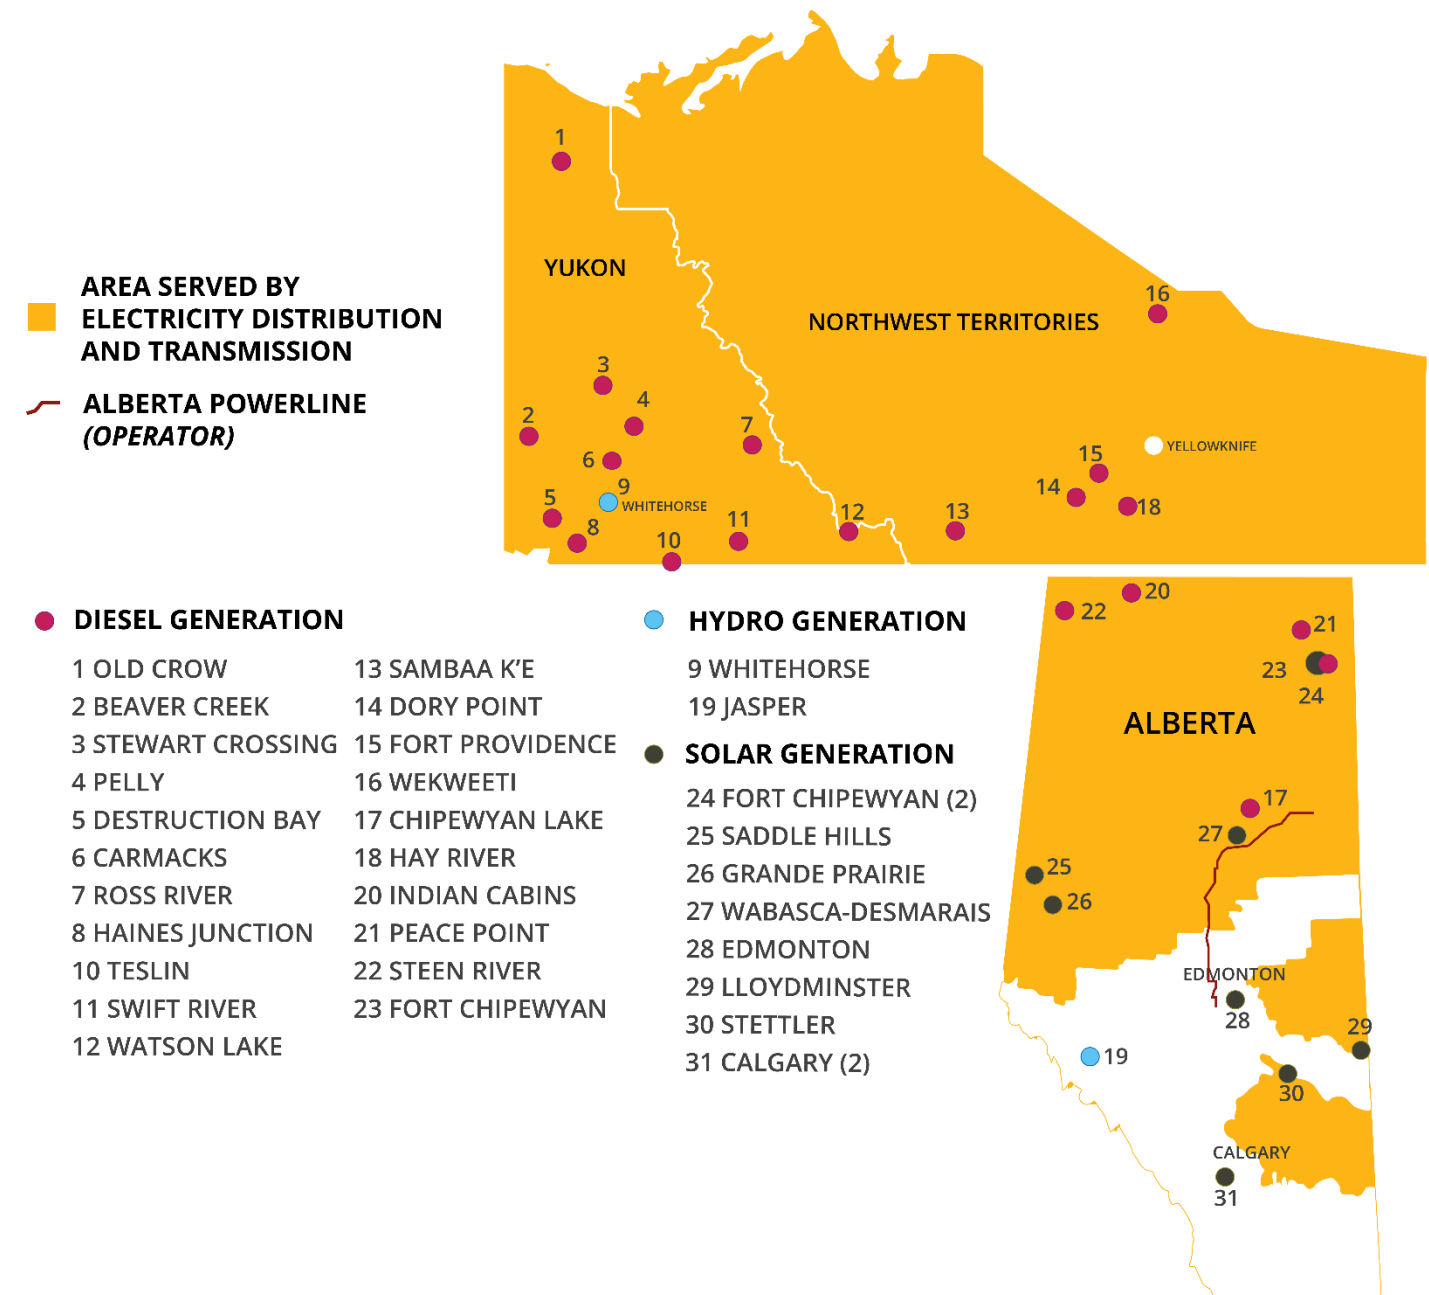 1
YUKON
AREA SERVED BY
ELECTRICITY DISTRIBUTION
AND TRANSMISSION
ALBERTA POWERLINE
(OPERATOR)
16
NORTHWEST TERRITORIES
3
4
2
7
6
YELLOWKNIFE
15
14
18
9
WHITEHORSE
5
8
10
11
12
13
DIESEL GENERATION
1 OLD CROW
2 BEAVER CREEK
3 STEWART CROSSING
4 PELLY
5 DESTRUCTION BAY
6 CARMACKS
7 ROSS RIVER
8 HAINES JUNCTION
10 TESLIN
11 SWIFT RIVER
12 WATSON LAKE
13 SAMBAA K’E
14 DORY POINT
15 FORT PROVIDENCE
16 WEKWEETI
17 CHIPEWYAN LAKE
18 HAY RIVER
20 INDIAN CABINS
21 PEACE POINT
22 STEEN RIVER
23 FORT CHIPEWYAN
HYDRO GENERATION
9 WHITEHORSE
19 JASPER
SOLAR GENERATION
24 FORT CHIPEWYAN (2)
25 SADDLE HILLS
26 GRANDE PRAIRIE
27 WABASCA-DESMARAIS
28 EDMONTON
29 LLOYDMINSTER
30 STETTLER
31 CALGARY (2)
20
22
21
23
24
ALBERTA
17
27
25
26
EDMONTON
28
29
19
30
CALGARY
31